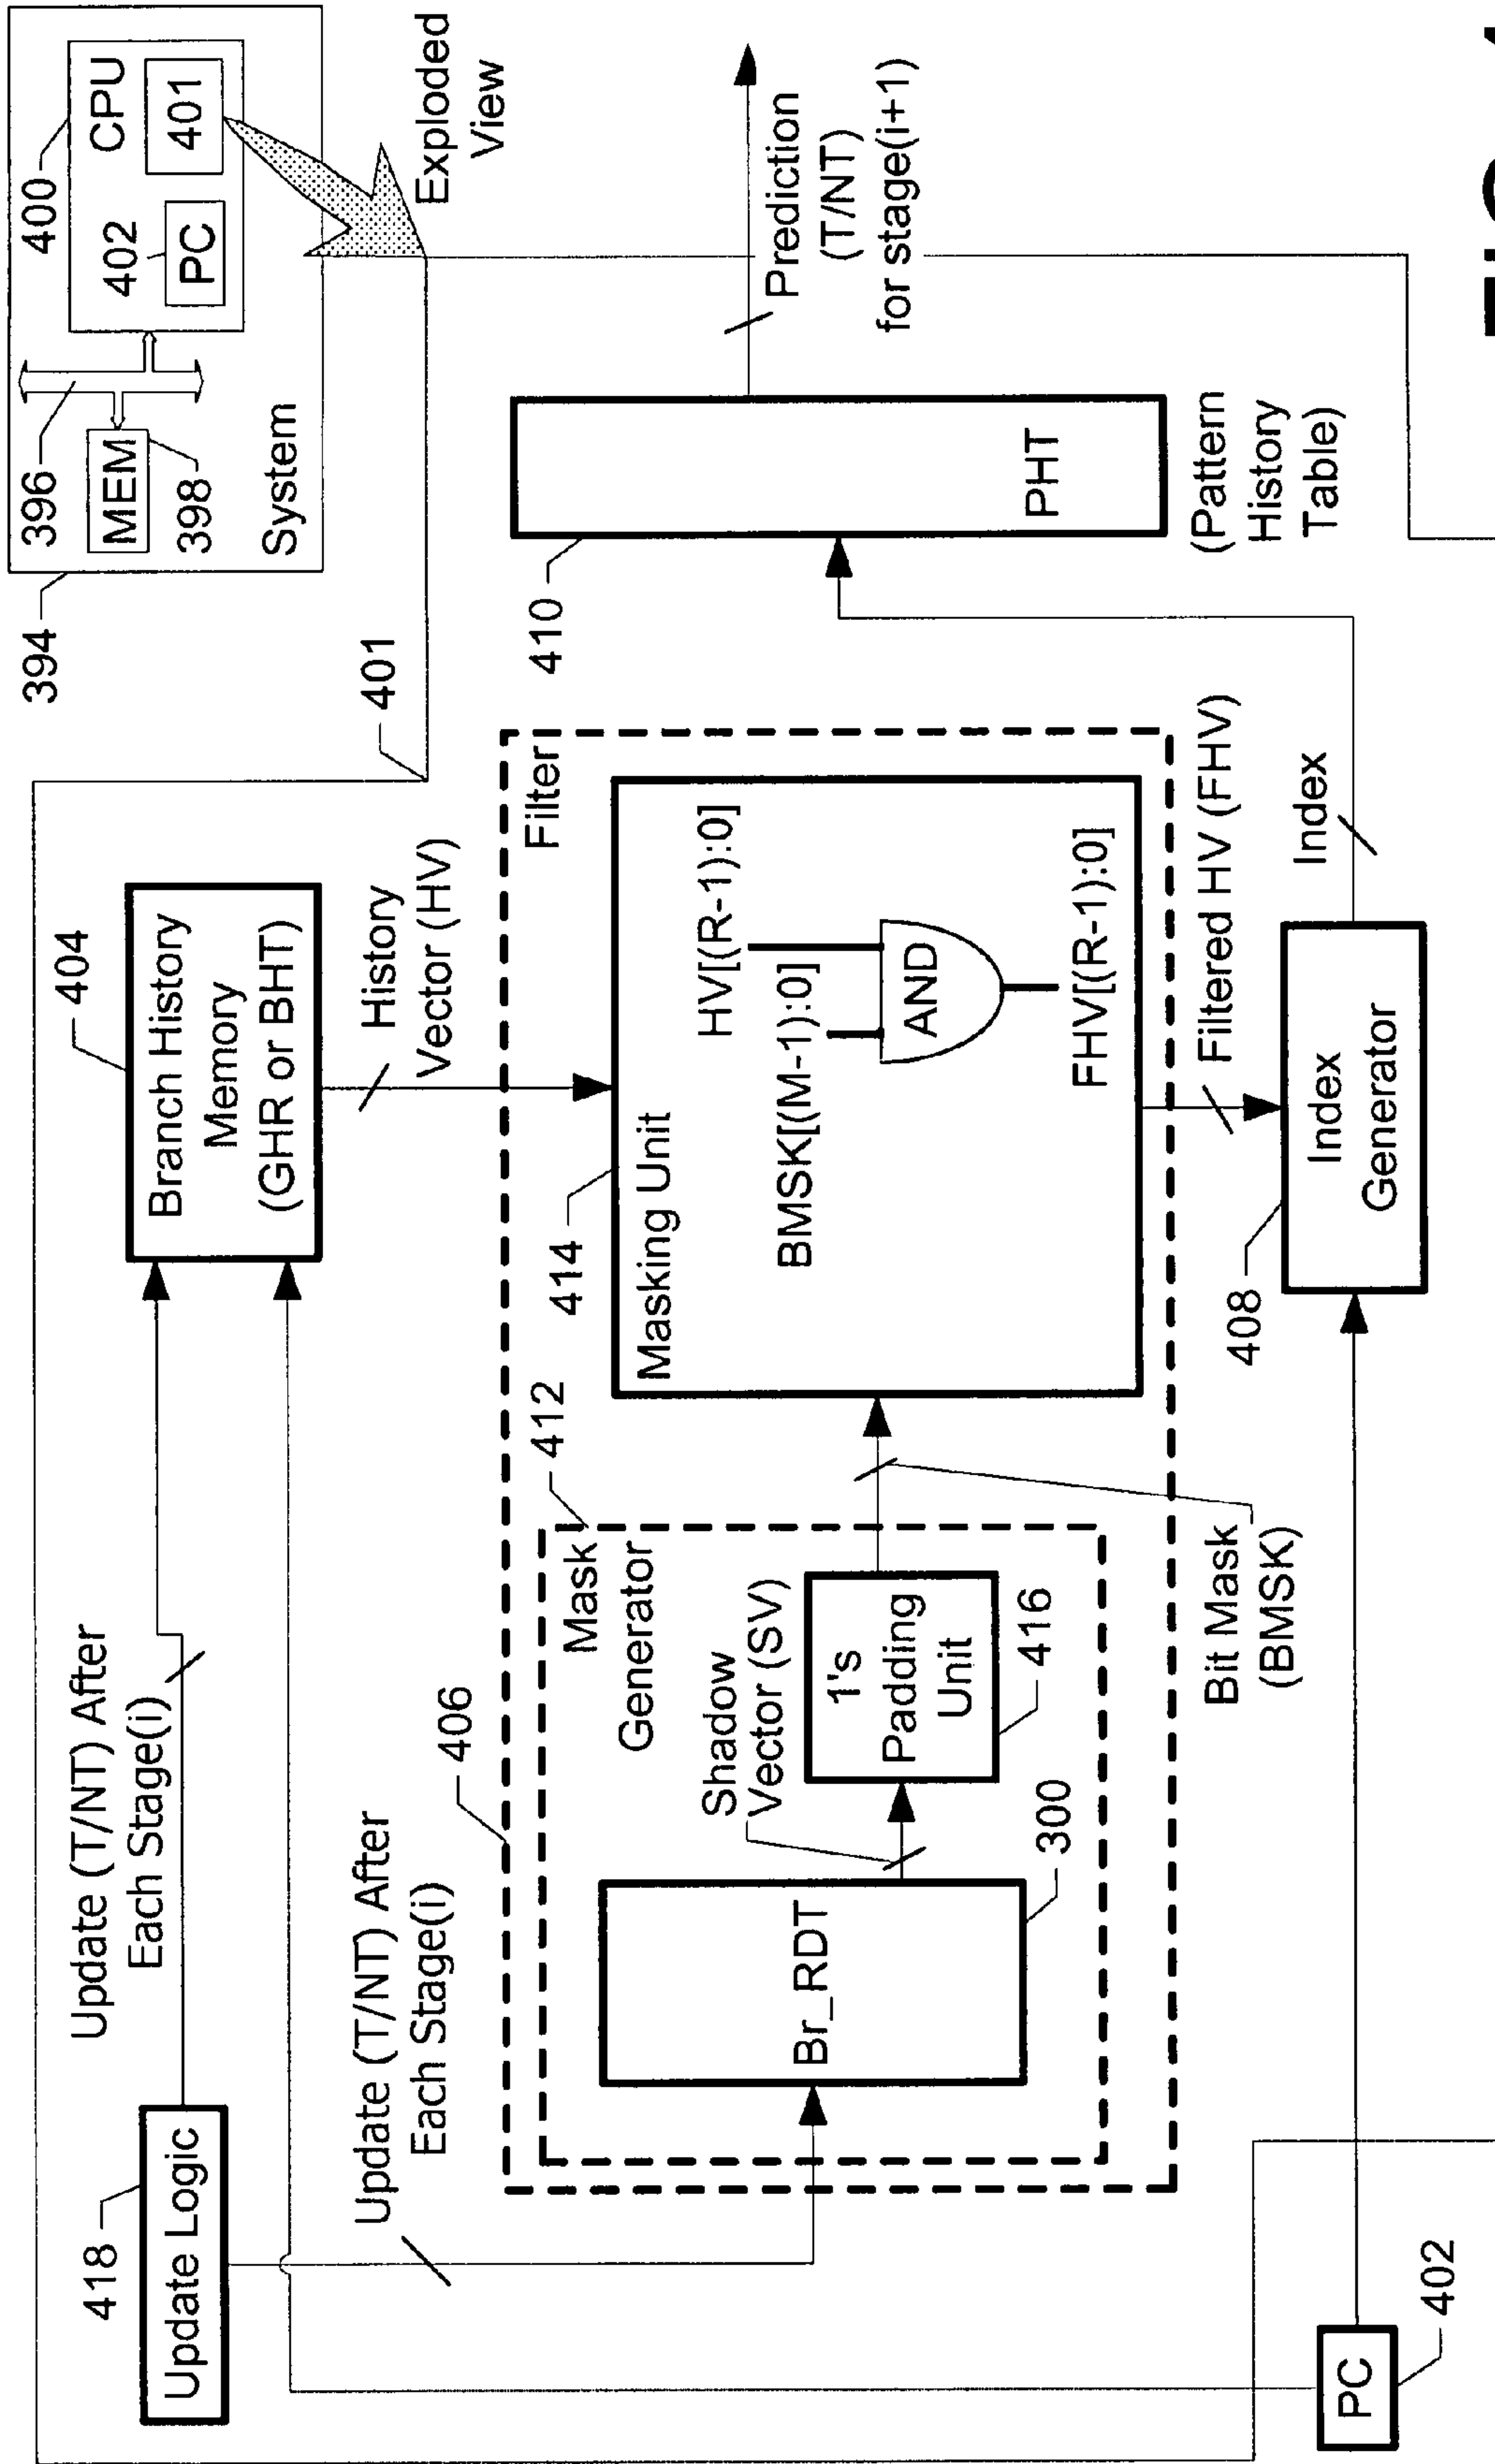 394
396
MEM
398
System
400
CPU
402
PC
401
Exploded
View
401
418
Update Logic
Update (T/NT) After
Each Stage(i)
404
Branch History
Memory
(GHR or BHT)
History
Vector (HV)
Update (T/NT) After
Each Stage(i)
406
Filter
412
Mask
Generator
Br_RDT
300
Shadow
Vector (SV)
1's
Padding
Unit
416
414
Masking Unit
HV[(R-1):0]
BMSK[(M-1):0]
AND
FHV[(R-1):0]
Bit Mask
(BMSK)
Filtered HV (FHV)
408
Index
Generator
Index
410
PHT
(Pattern
History
Table)
Prediction
(T/NT)
for stage(i+1)
PC
402